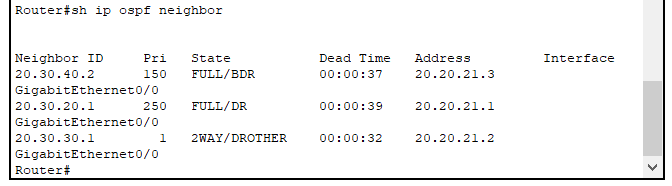 Router#sh ip ospf neighbor
Neighbor ID Pri State Dead Time Address Interface
20.30.40.2 150 FULL/BDR 00:00:37 20.20.21.3
GigabitEthernet0/0
20.30.20.1 250 FULL/DR 00:00:39 20.20.21.1
GigabitEthernet0/0
20.30.30.1 1 2WAY/DROTHER 00:00:32 20.20.21.2
GigabitEthernet0/0
Router#